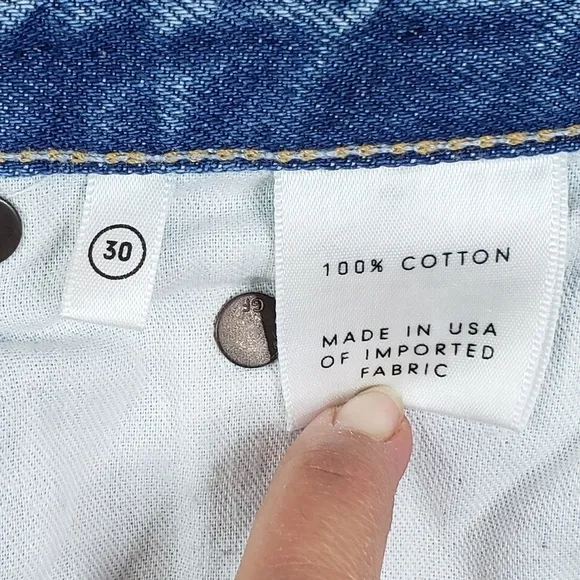 30
100% COTTON
MADE IN USA
OF IMPORTED
FABRIC